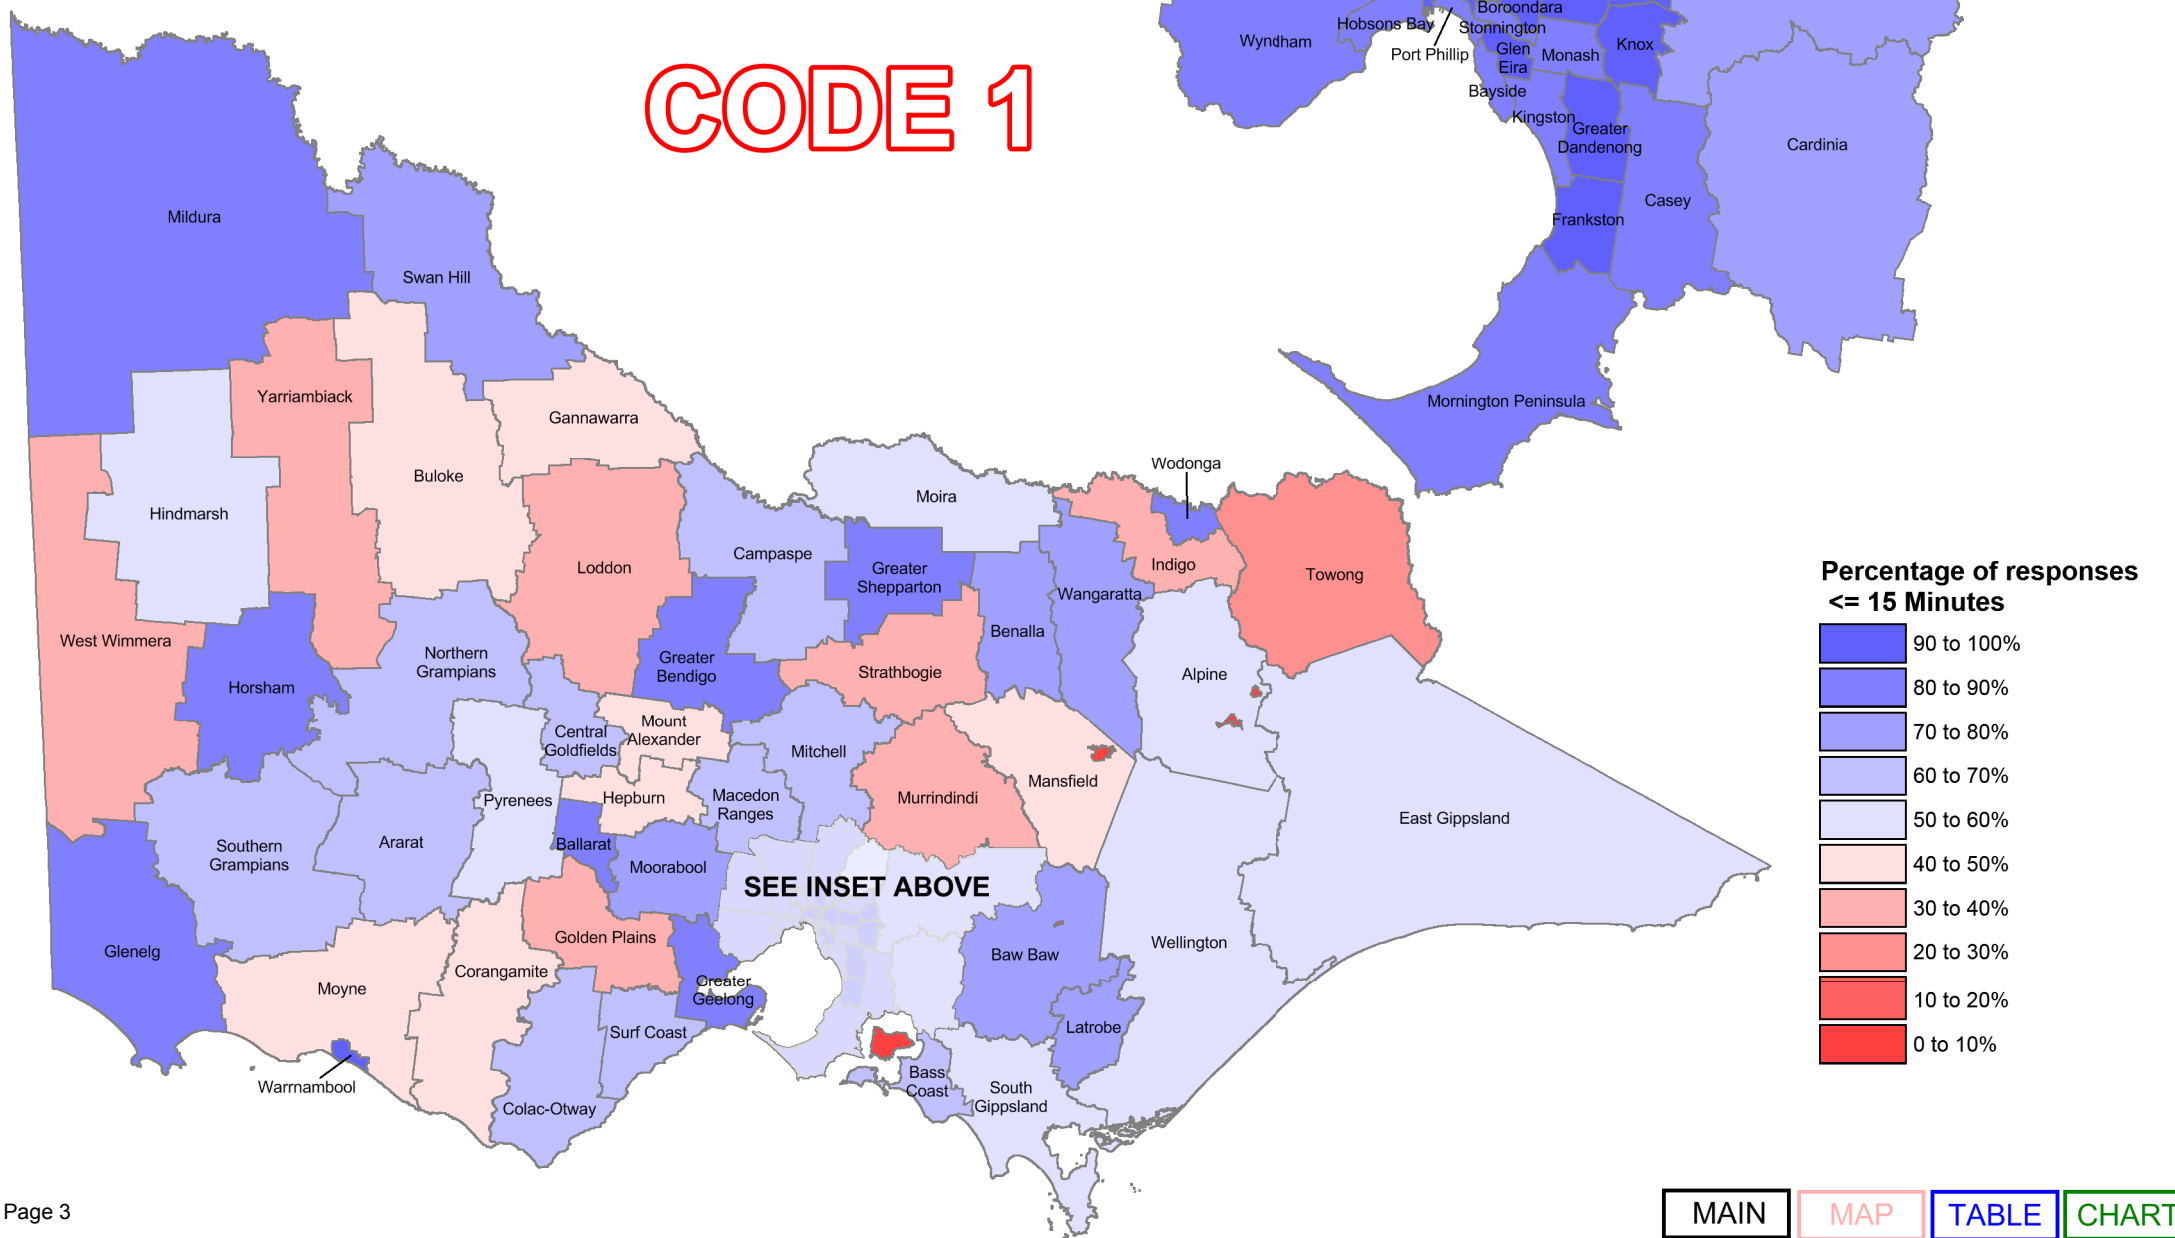 Boroondara
Hobsons Bay
Stonnington
Wyndham
Port Phillip
Glen
Eira
Monash
Knox
Bayside
Kingston
Greater
Dandenong
Cardinia
CODE 1
Casey
Frankston
Mildura
Swan Hill
Mornington Peninsula
Yarriambiack
Gannawarra
Buloke
Wodonga
Moira
Hindmarsh
Campaspe
Loddon
Greater
Shepparton
Indigo
Towong
Wangaratta
West Wimmera
Benalla
Northern
Grampians
Greater
Bendigo
Strathbogie
Alpine
Horsham
Mount
Alexander
Central
Goldfields
Mitchell
Mansfield
Pyrenees
Hepburn
Macedon
Ranges
Murrindindi
East Gippsland
Southern
Grampians
Ararat
Ballarat
Moorabool
SEE INSET ABOVE
Glenelg
Golden Plains
Wellington
Baw Baw
Corangamite
Moyne
Greater
Geelong
Surf Coast
Latrobe
Warrnambool
Bass
Coast
South
Gippsland
Colac-Otway
Percentage of responses
<= 15 Minutes
90 to 100%
80 to 90%
70 to 80%
60 to 70%
50 to 60%
40 to 50%
30 to 40%
20 to 30%
10 to 20%
0 to 10%
Page 3
MAIN
MAP
TABLE
CHART